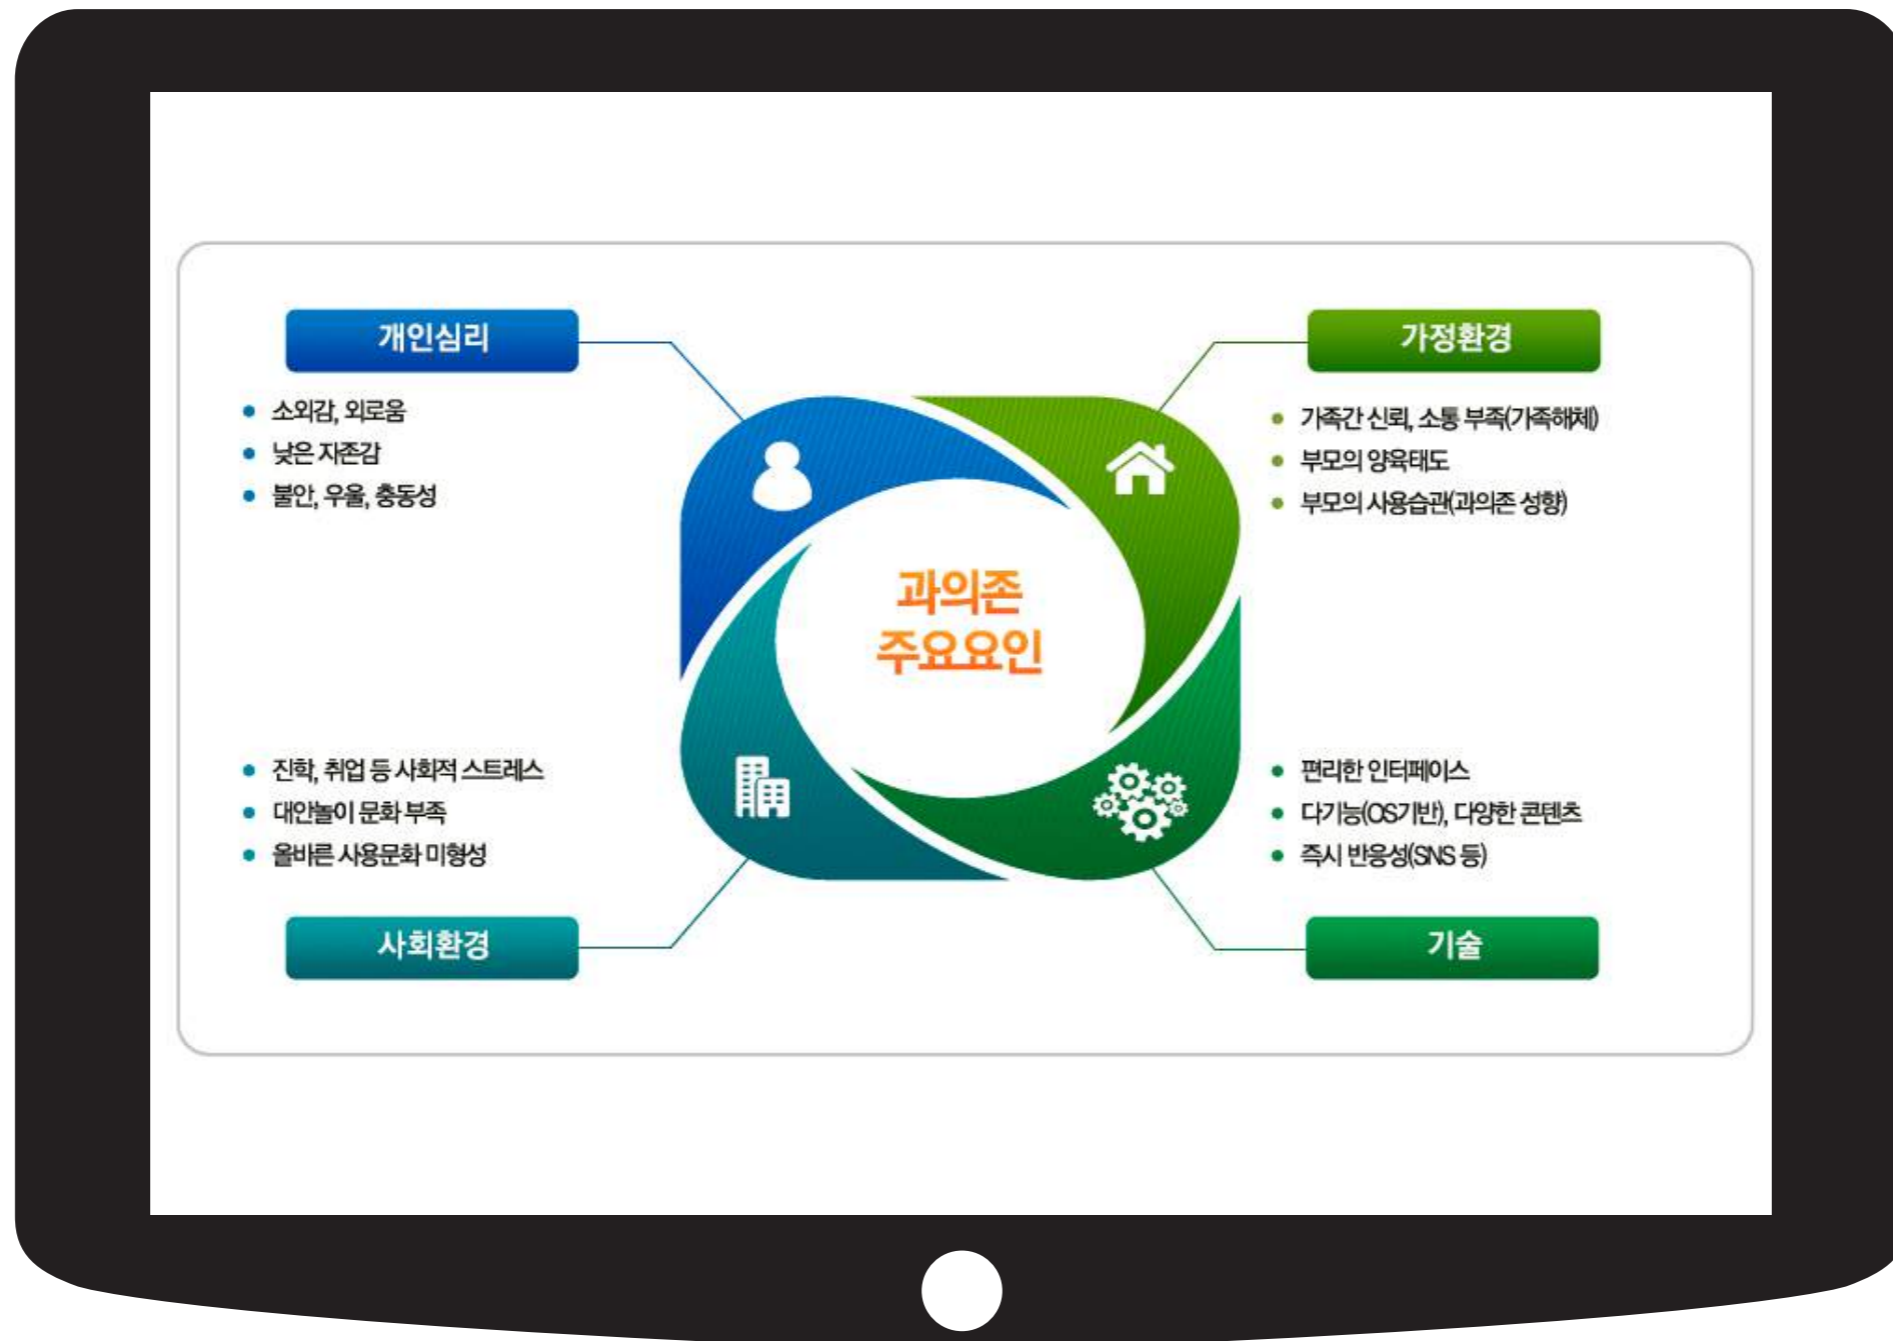 개인심리
소외감, 외로움
낮은 자존감
불안, 우울, 충동성
가정환경
가족간 신뢰, 소통 부족(가족해체)
부모의 양육태도
부모의 사용습관(과의존 성향)
과의존
주요요인
진학, 취업 등 사회적 스트레스
대안놀이 문화 부족
올바른 사용문화 미형성
사회환경
편리한 인터페이스
다기능(OS기반), 다양한 콘텐츠
즉시 반응성(SNS 등)
기술